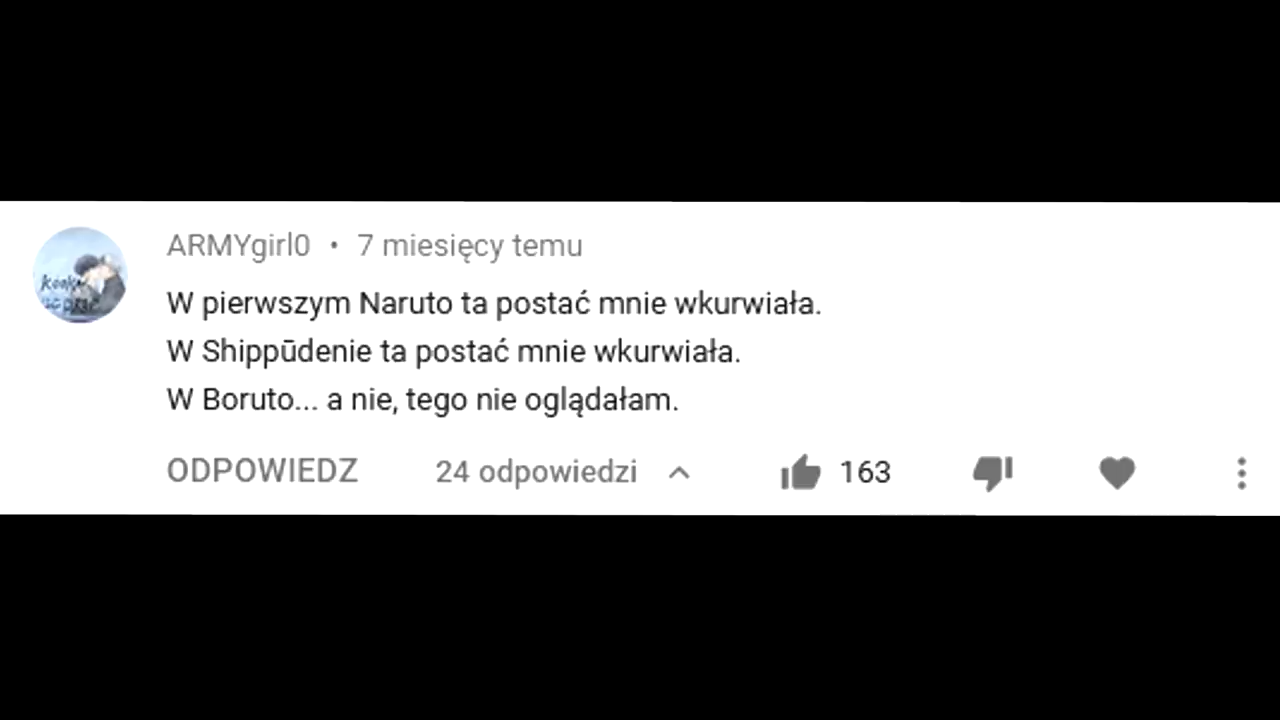 ARMYgirl0 • 7 miesięcy temu
W pierwszym Naruto ta postać mnie wkurwiała.
W Shippūdenie ta postać mnie wkurwiała.
W Boruto... a nie, tego nie oglądałam.
ODPOWIEDZ 24 odpowiedzi 163